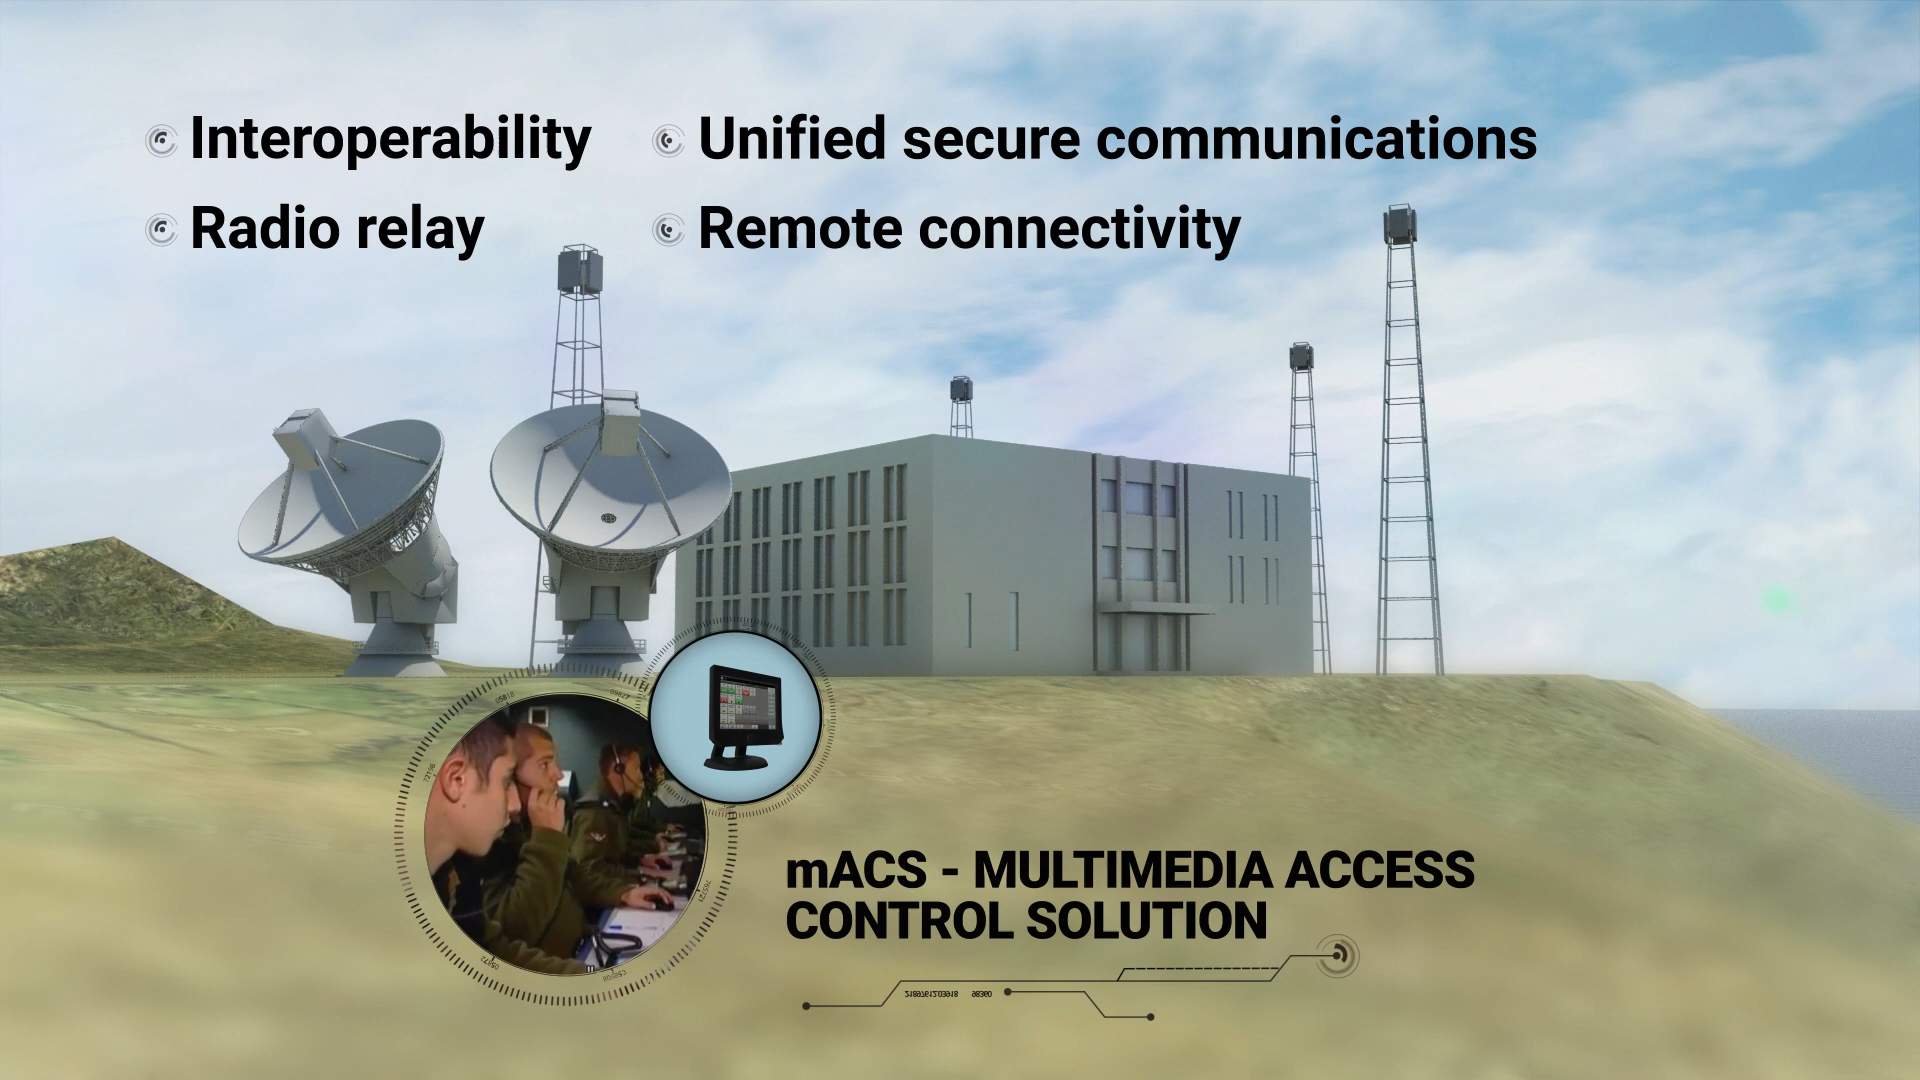 Interoperability
Unified secure communications
Radio relay
Remote connectivity
mACS - MULTIMEDIA ACCESS
CONTROL SOLUTION